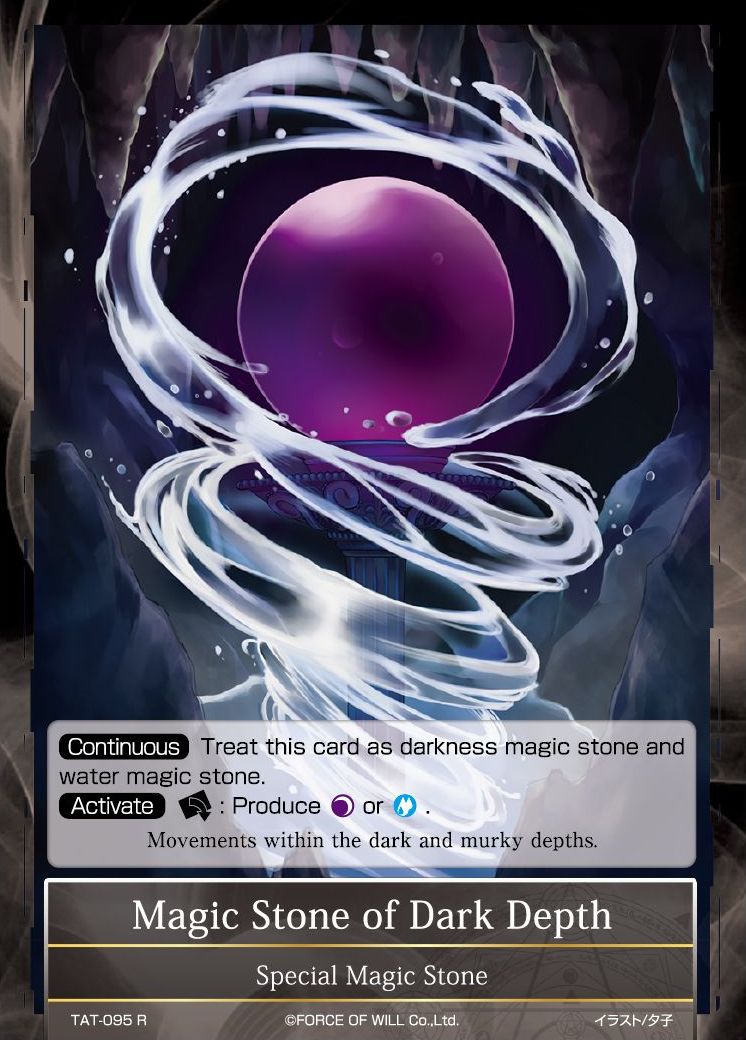 Continuous Treat this card as darkness magic stone and
water magic stone.
Activate : Produce or .
Movements within the dark and murky depths.
Magic Stone of Dark Depth
Special Magic Stone
TAT-095 R ©FORCE OF WILL Co.,Ltd. イラスト/タ子